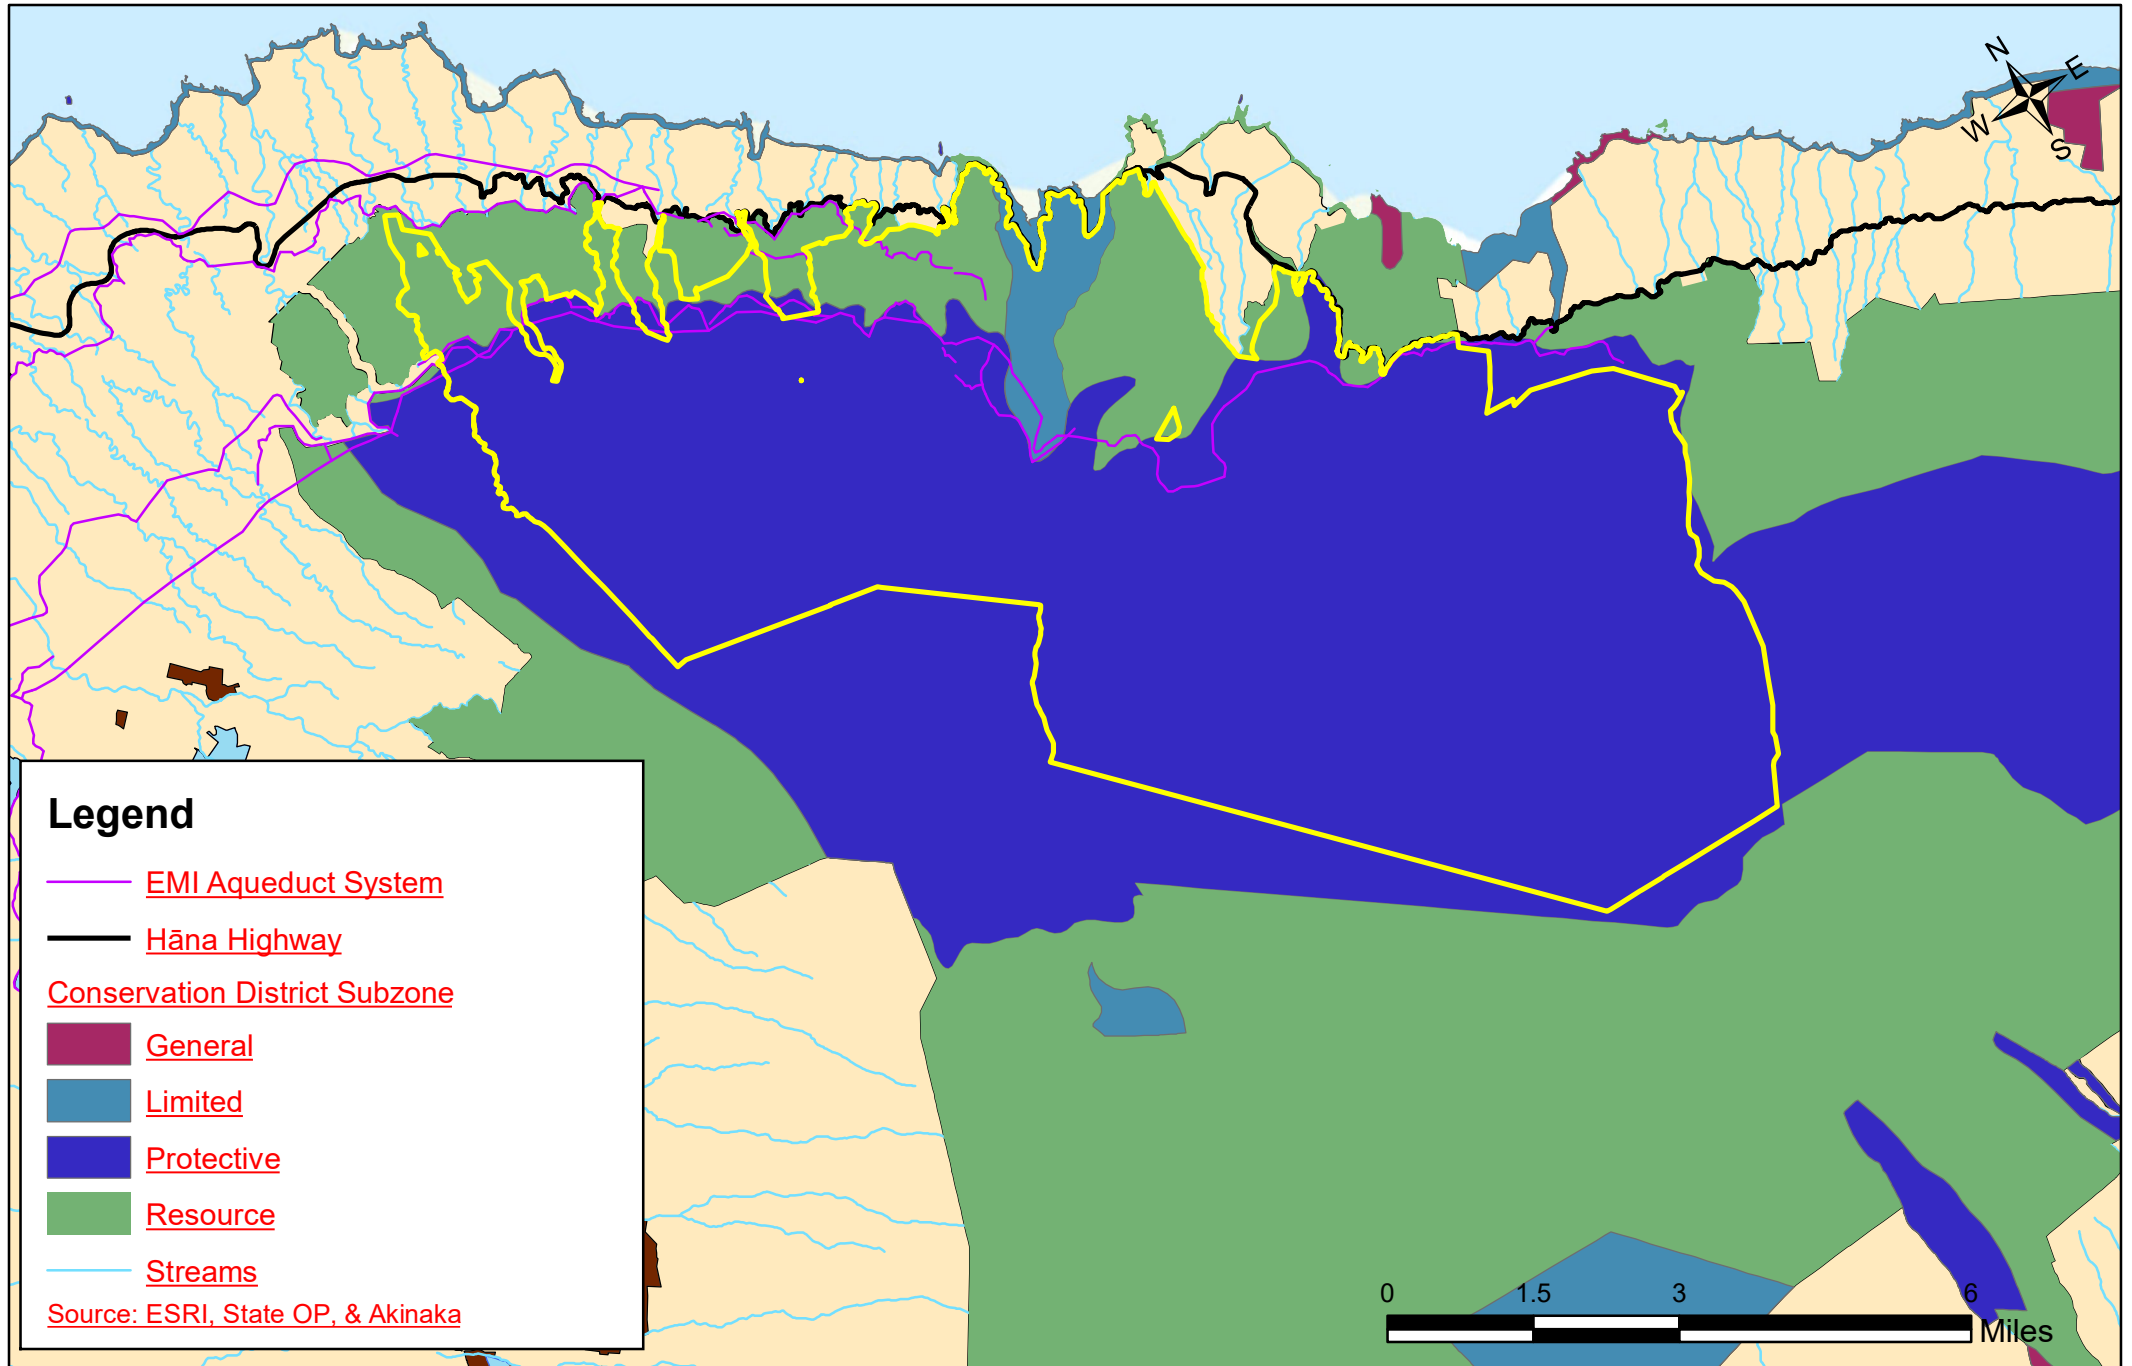 N
E
W
S
Legend
EMI Aqueduct System
Hāna Highway
Conservation District Subzone
General
Limited
Protective
Resource
Streams
Source: ESRI, State OP, & Akinaka
0 1.5 3 6
Miles